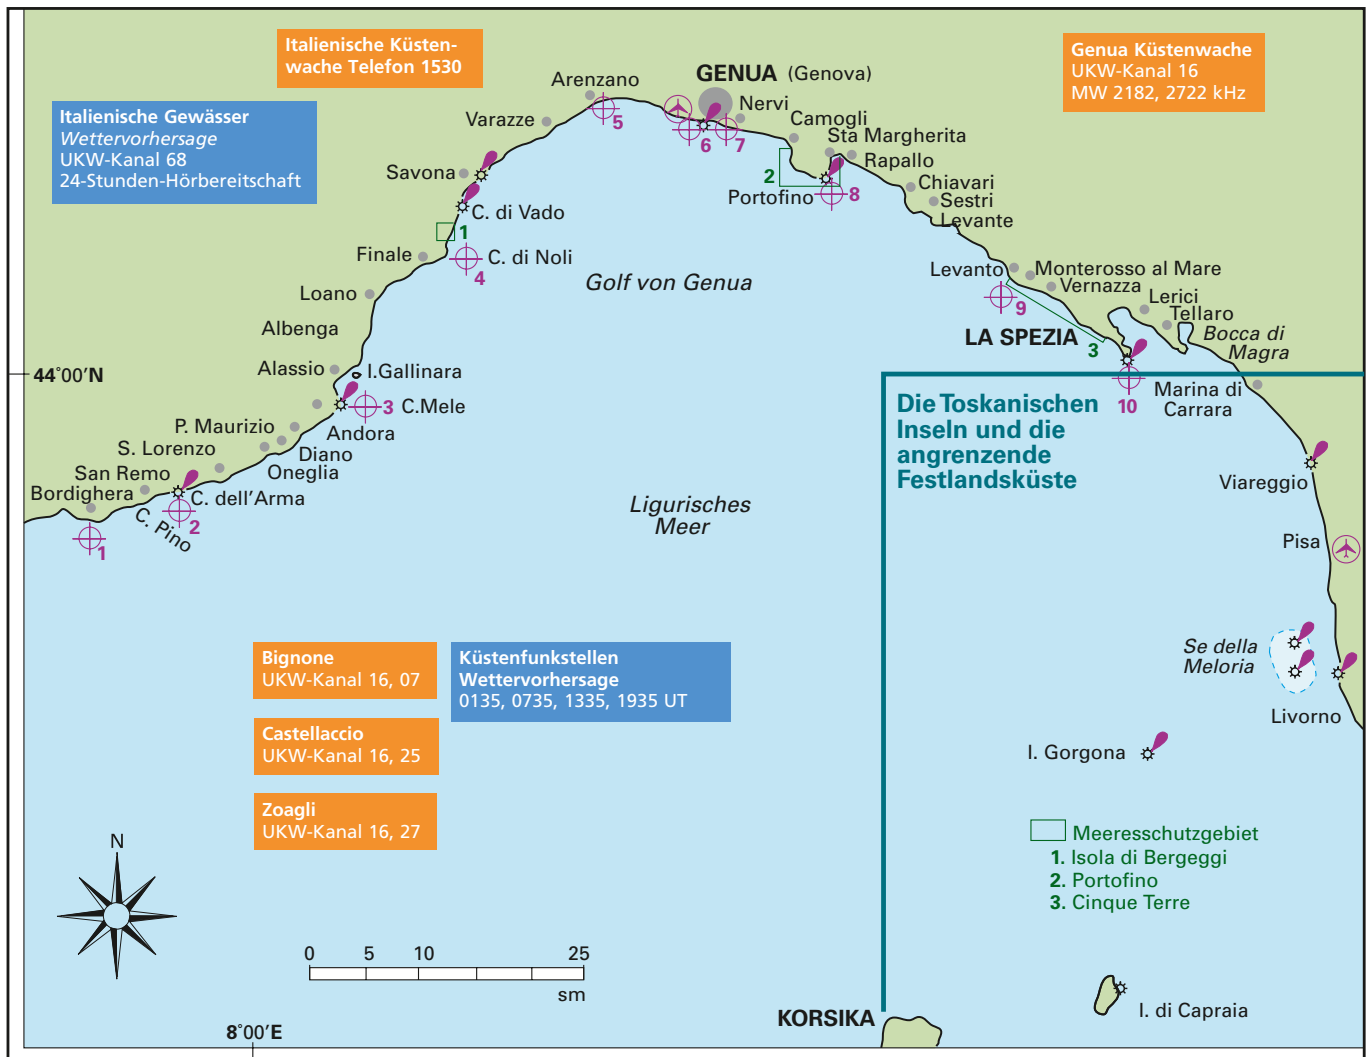 Italienische Küsten-
wache Telefon 1530
Genua Küstenwache
UKW-Kanal 16
MW 2182, 2722 kHz
Italienische Gewässer
Wettervorhersage
UKW-Kanal 68
24-Stunden-Hörbereitschaft
Arenzano
GENUA (Genova)
Nervi
Varazze
5
6
7
Camogli
Sta Margherita
Rapallo
Savona
2
Portofino
8
Chiavari
Sestri
Levante
C. di Vado
1
Finale
C. di Noli
4
Golf von Genua
Levanto
Monterosso al Mare
Vernazza
9
Loano
Lerici
Tellaro
Albenga
LA SPEZIA
3
Bocca di
Magra
Alassio
I.Gallinara
44°00'N
3
C.Mele
10
Marina di
Carrara
Die Toskanischen
Inseln und die
angrenzende
Festlandsküste
P. Maurizio
Andora
S. Lorenzo
Diano
San Remo
Oneglia
Bordighera
C. dell'Arma
C. Pino
1
2
Ligurisches
Meer
Viareggio
Pisa
Bignone
UKW-Kanal 16, 07
Küstenfunkstellen
Wettervorhersage
0135, 0735, 1335, 1935 UT
Se della
Meloria
Castellaccio
UKW-Kanal 16, 25
Livorno
I. Gorgona
Zoagli
UKW-Kanal 16, 27
N
Meeresschutzgebiet
1. Isola di Bergeggi
2. Portofino
3. Cinque Terre
0 5 10 25
sm
KORSIKA
I. di Capraia
8°00'E